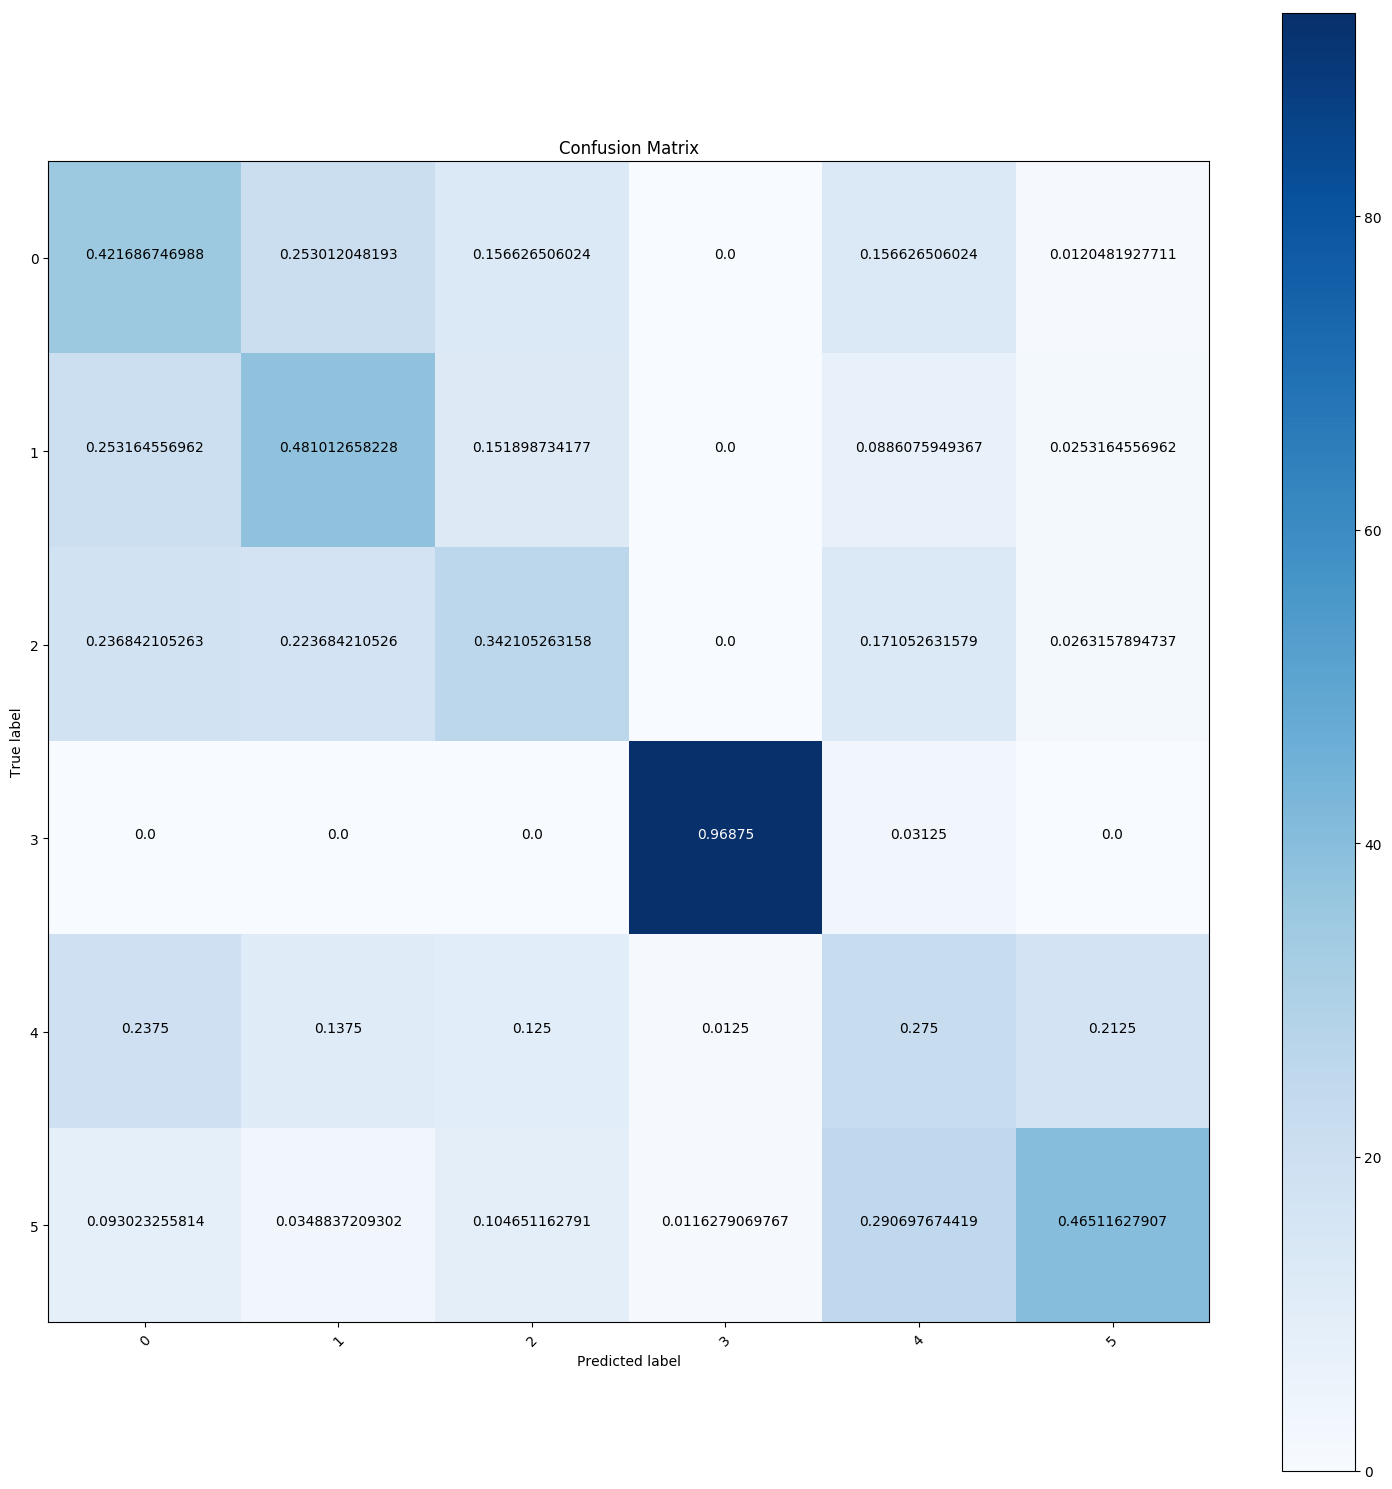 Confusion Matrix
0 0.421686746988 0.253012048193 0.156626506024 0.0 0.156626506024 0.0120481927711
1 0.253164556962 0.481012658228 0.151898734177 0.0 0.0886075949367 0.0253164556962
2 0.236842105263 0.223684210526 0.342105263158 0.0 0.171052631579 0.0263157894737
3 0.0 0.0 0.0 0.96875 0.03125 0.0
4 0.2375 0.1375 0.125 0.0125 0.275 0.2125
5 0.093023255814 0.0348837209302 0.104651162791 0.0116279069767 0.290697674419 0.46511627907
0 1 2 3 4 5
Predicted label
True label
80
60
40
20
0